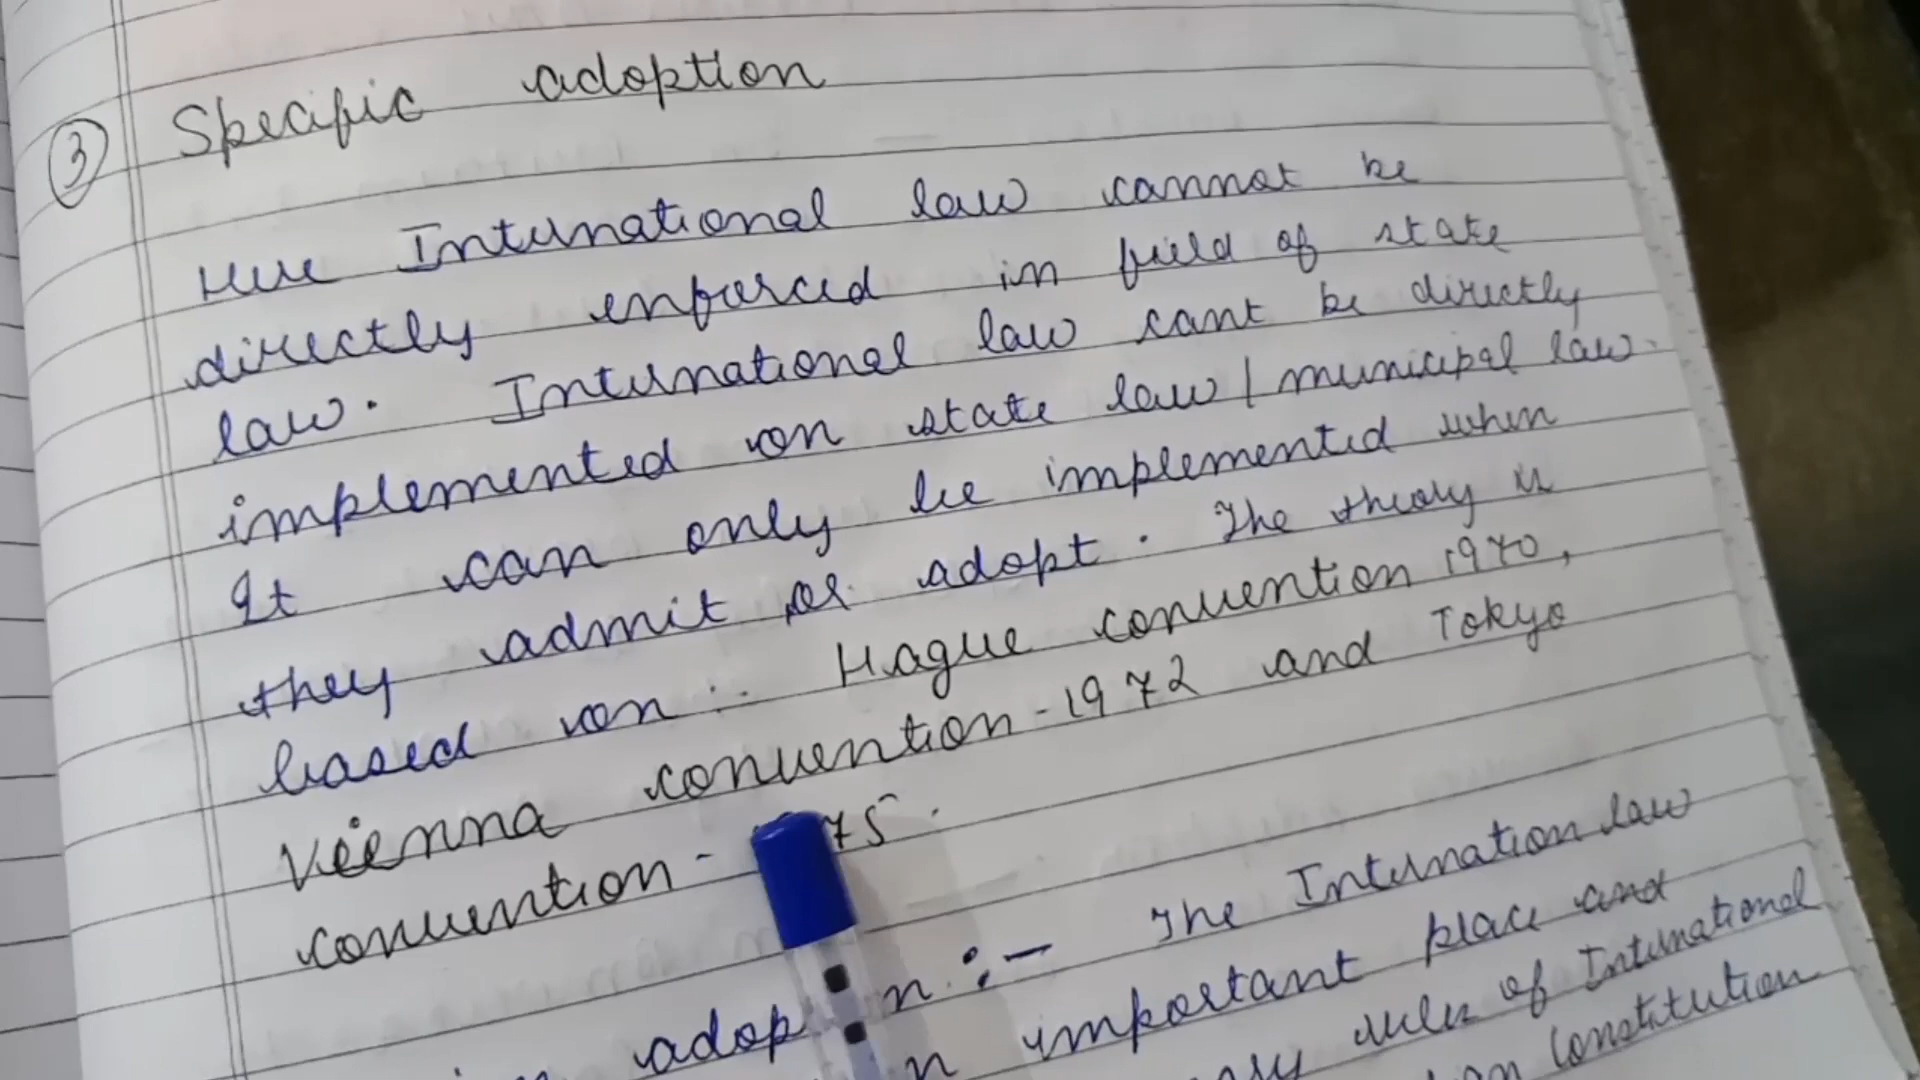 3 Specific adoption
Here International law cannot be
directly enforced in field of state
law. International law cant be directly
implemented on state law / municipal law.
It can only be implemented when
they admit or adopt. The theory is
based on :- Hague convention 1970,
Vienna convention - 1972 and Tokyo
convention - 75.
adop n :- The Internation law
n important place and
rules of International
constitution